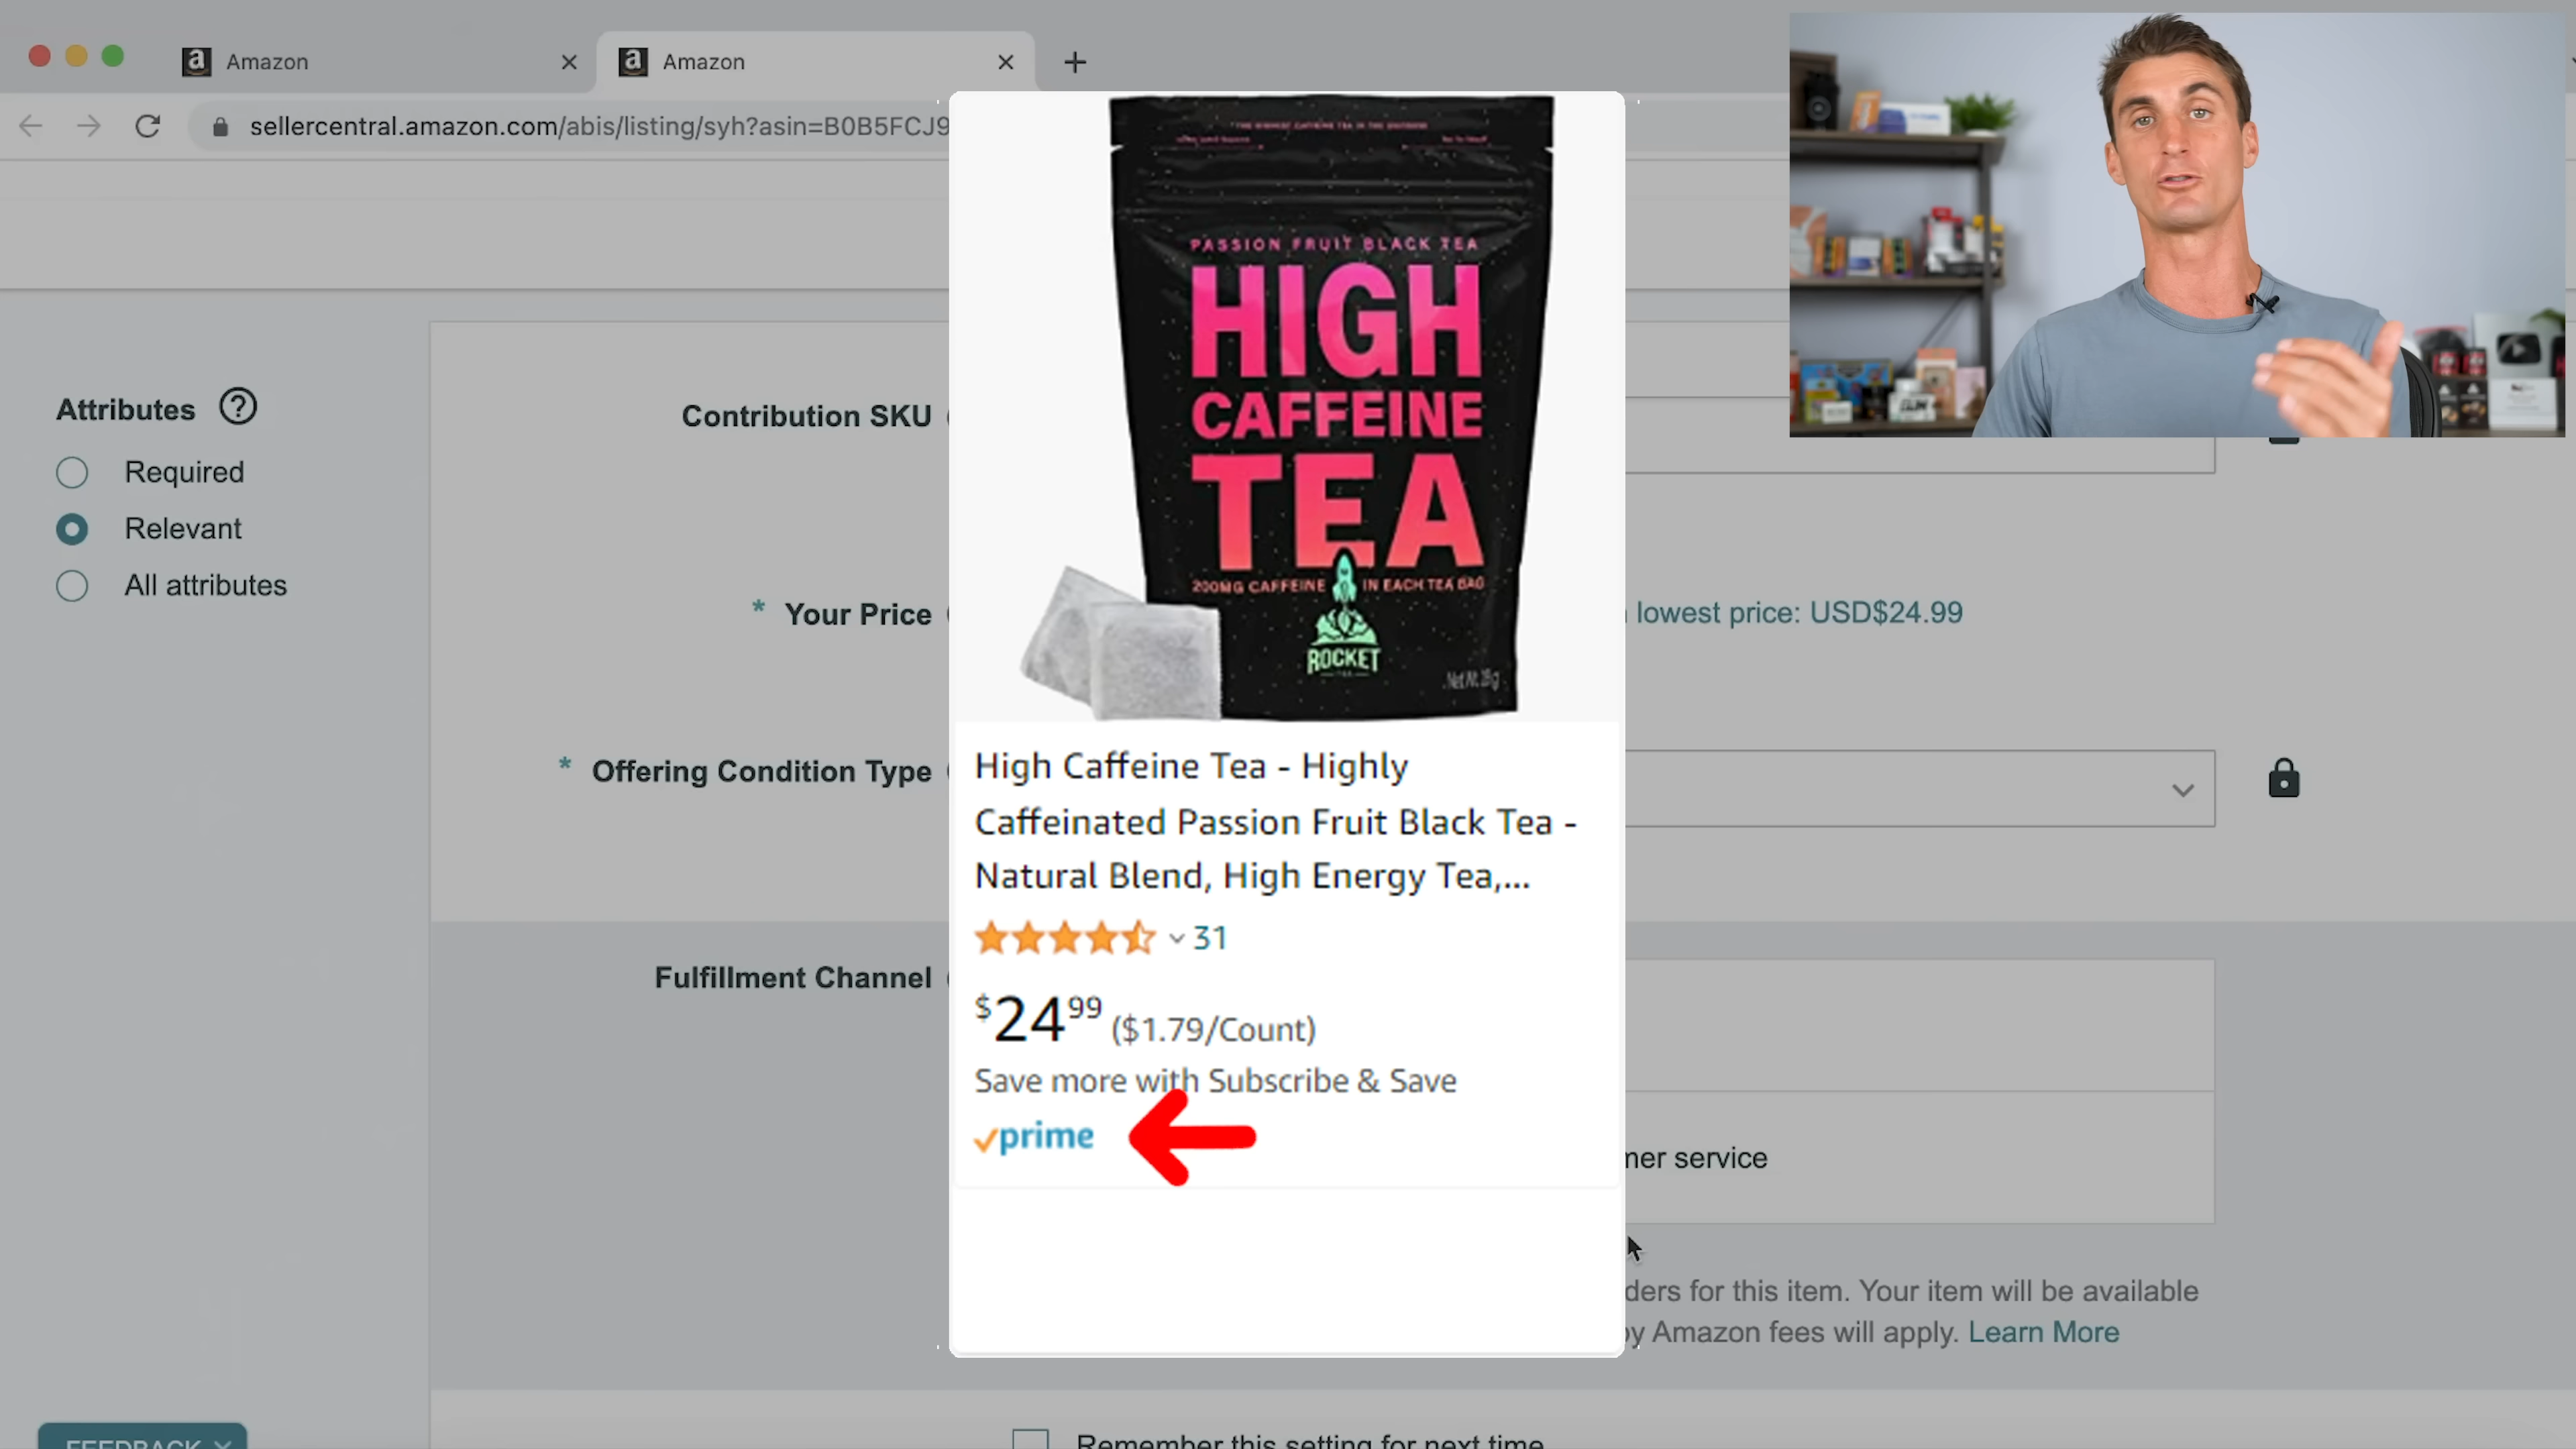 Amazon
Amazon
sellercentral.amazon.com/abis/listing/syh?asin=B0B5FCJ9
Attributes
Required
Relevant
All attributes
Contribution SKU
* Your Price
lowest price: USD$24.99
* Offering Condition Type
Fulfillment Channel
PASSION FRUIT BLACK TEA
HIGH
CAFFEINE
TEA
200MG CAFFEINE IN EACH TEA BAG
ROCKET
TEA
High Caffeine Tea - Highly
Caffeinated Passion Fruit Black Tea -
Natural Blend, High Energy Tea,...
31
$24.99 ($1.79/Count)
Save more with Subscribe & Save
prime
mer service
ders for this item. Your item will be available
by Amazon fees will apply. Learn More
Remember this setting for next time
FEEDBACK